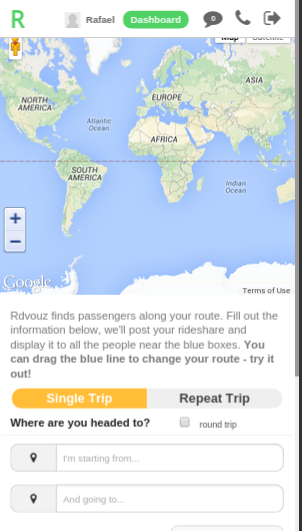 R Rafael Dashboard 0
Map Satellite
ASIA
NORTH
AMERICA
EUROPE
Atlantic
Ocean
AFRICA
SOUTH
AMERICA
Indian
Ocean
+
−
Google
Terms of Use
Rdvouz finds passengers along your route. Fill out the
information below, we'll post your rideshare and
display it to all the people near the blue boxes. You
can drag the blue line to change your route - try it
out!
Single Trip Repeat Trip
Where are you headed to? round trip
I'm starting from...
And going to...